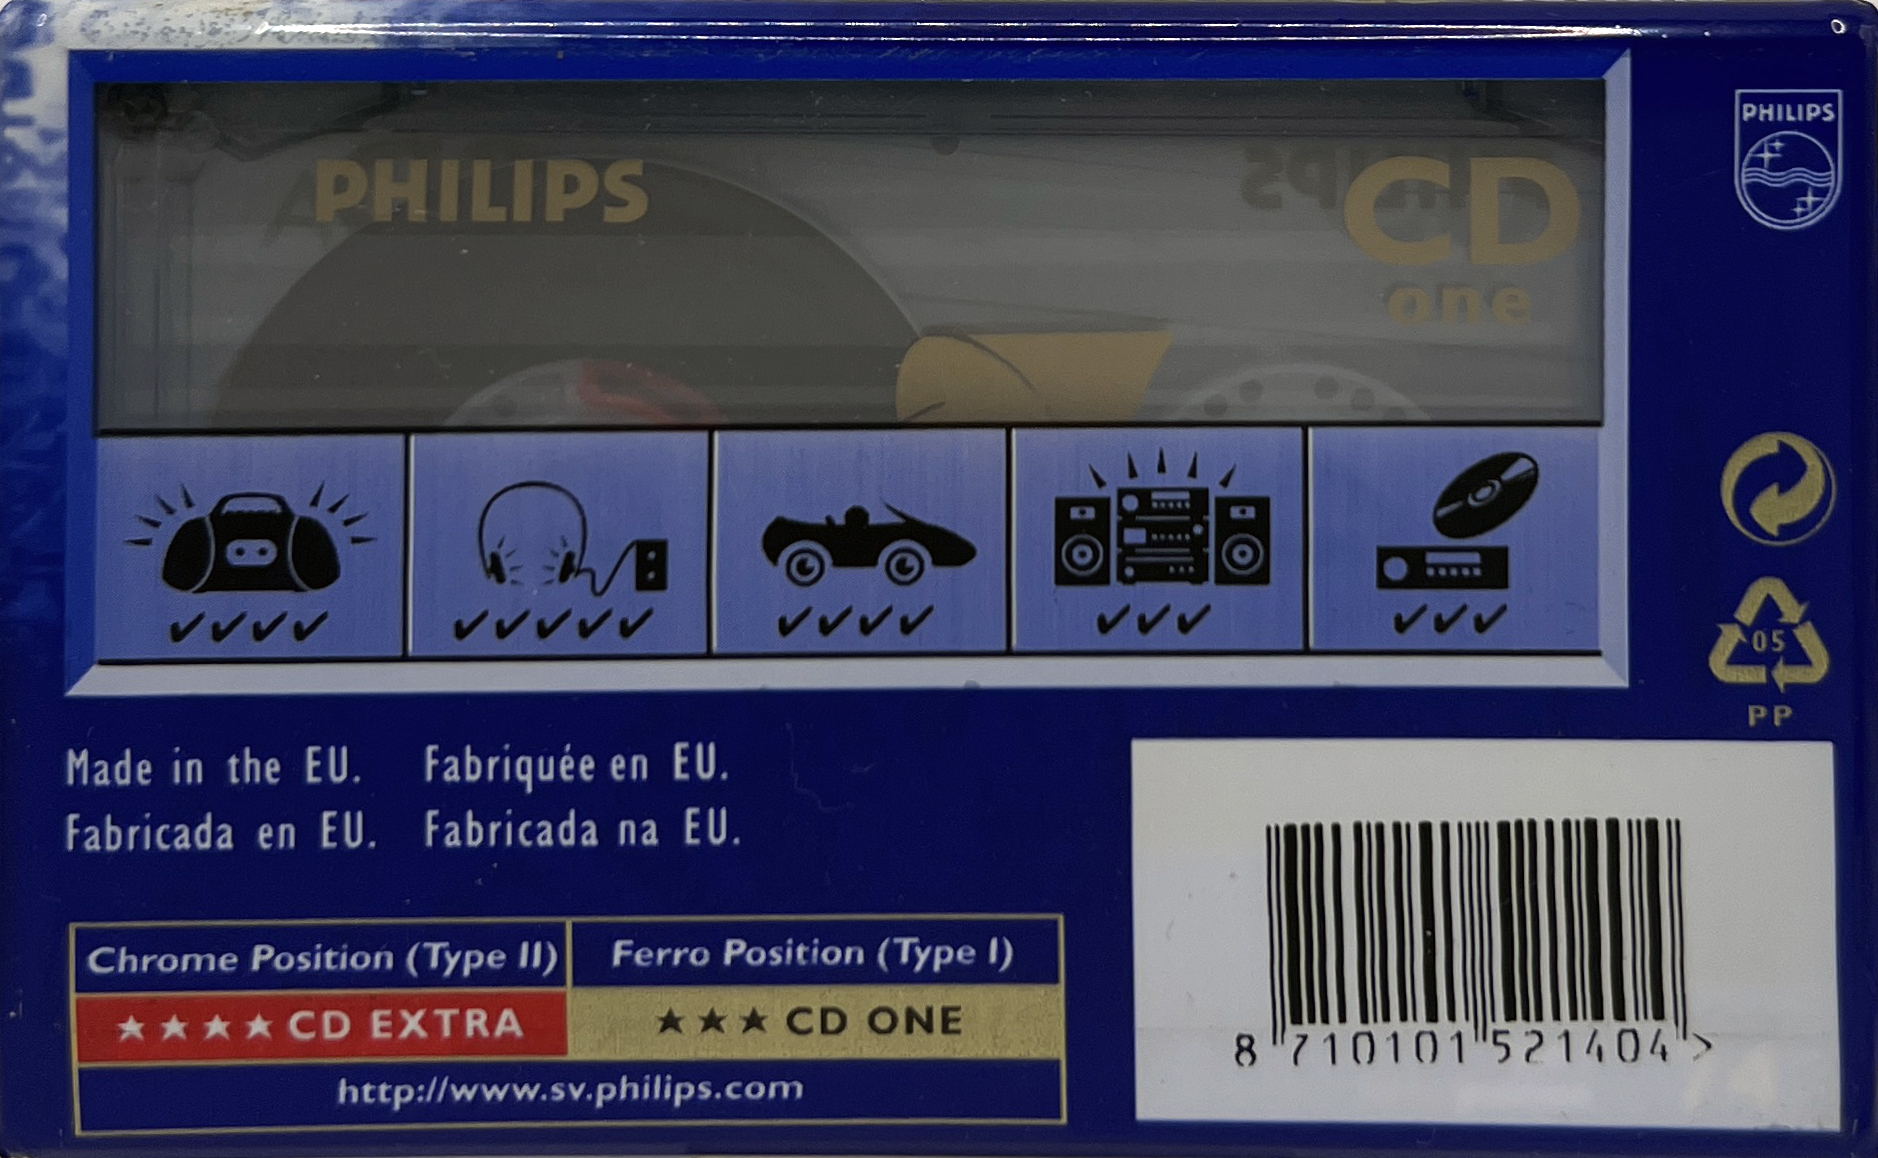 PHILIPS
CD
one
PHILIPS
05
PP
Made in the EU. Fabriquée en EU.
Fabricada en EU. Fabricada na EU.
Chrome Position (Type II) Ferro Position (Type I)
★★★★ CD EXTRA ★★★ CD ONE
http://www.sv.philips.com
8 710101 521404 >